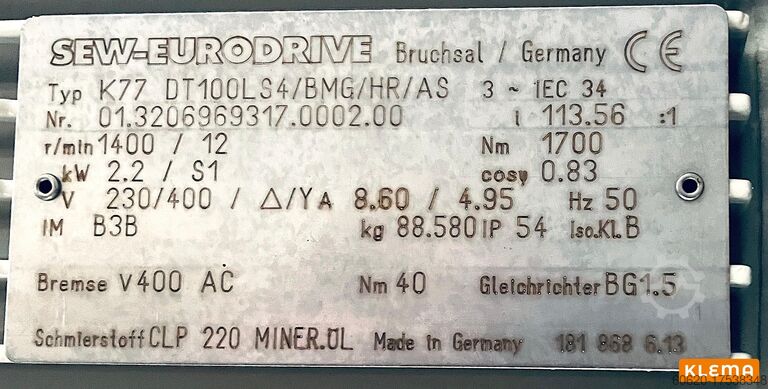 SEW-EURODRIVE Bruchsal / Germany CE
Typ K77 DT100LS4/BMG/HR/AS 3 ~ IEC 34
Nr. 01.3206969317.0002.00 i 113.56 :1
r/min 1400 / 12 Nm 1700
kW 2.2 / S1 cosφ 0.83
V 230/400 / Δ/Y A 8.60 / 4.95 Hz 50
IM B3B kg 88.580 IP 54 Iso.Kl. B
Bremse V400 AC Nm 40 Gleichrichter BG1.5
Schmierstoff CLP 220 MINER.ÖL Made in Germany 181 868 6.13
KLEMA